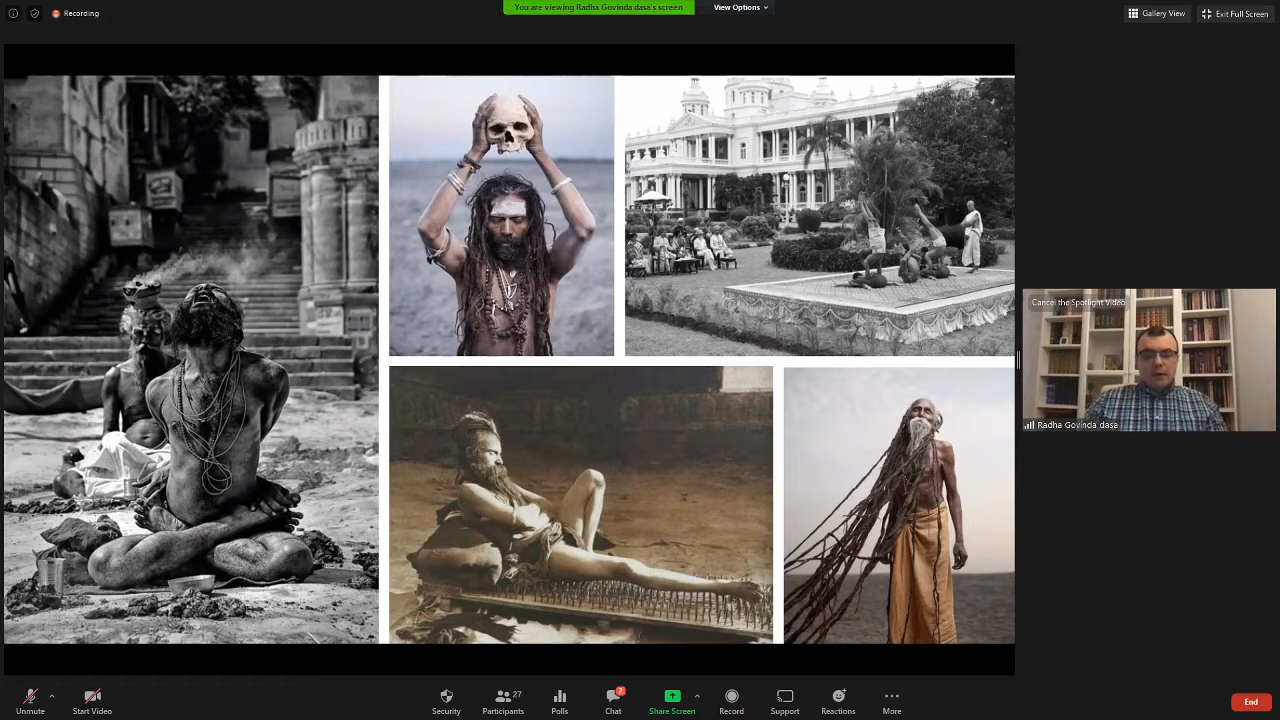 Recording
You are viewing Radha Govinda dasa's screen
View Options
Gallery View
Exit Full Screen
Cancel the Spotlight Video
Radha Govinda dasa
Unmute
Start Video
Security
Participants
27
Polls
Chat
2
Share Screen
Record
Support
Reactions
More
End